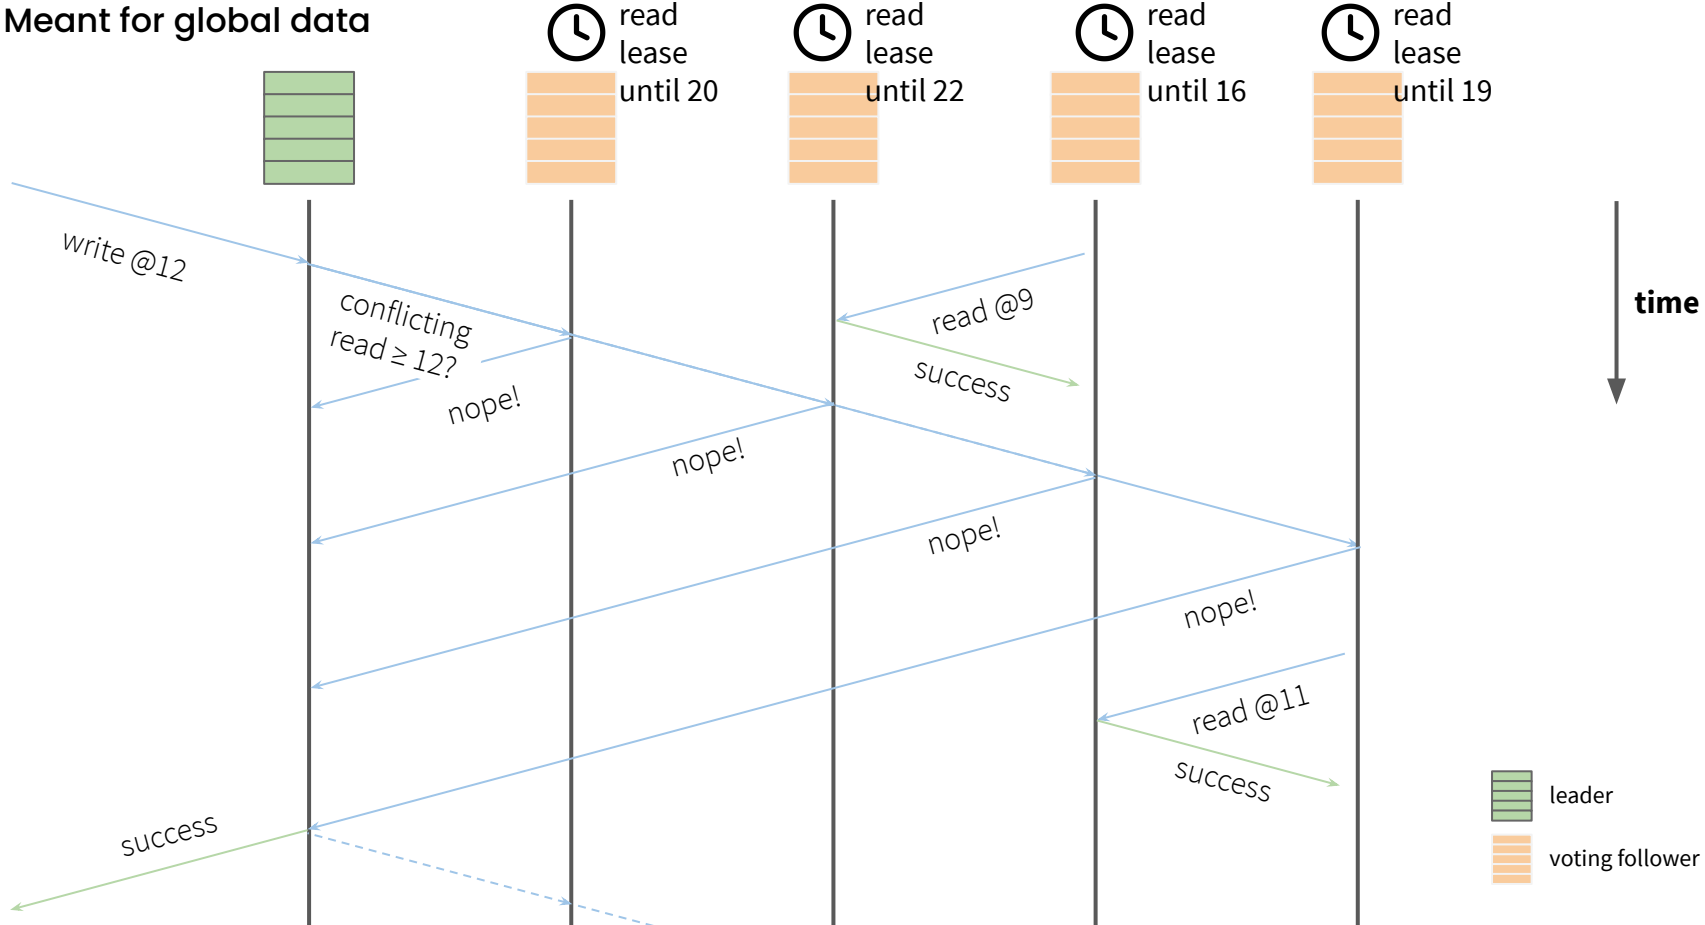 Meant for global data
read
lease
until 20
read
lease
until 22
read
lease
until 16
read
lease
until 19
write @12
conflicting
read ≥ 12?
nope!
read @9
success
time
nope!
nope!
nope!
read @11
success
success
leader
voting follower